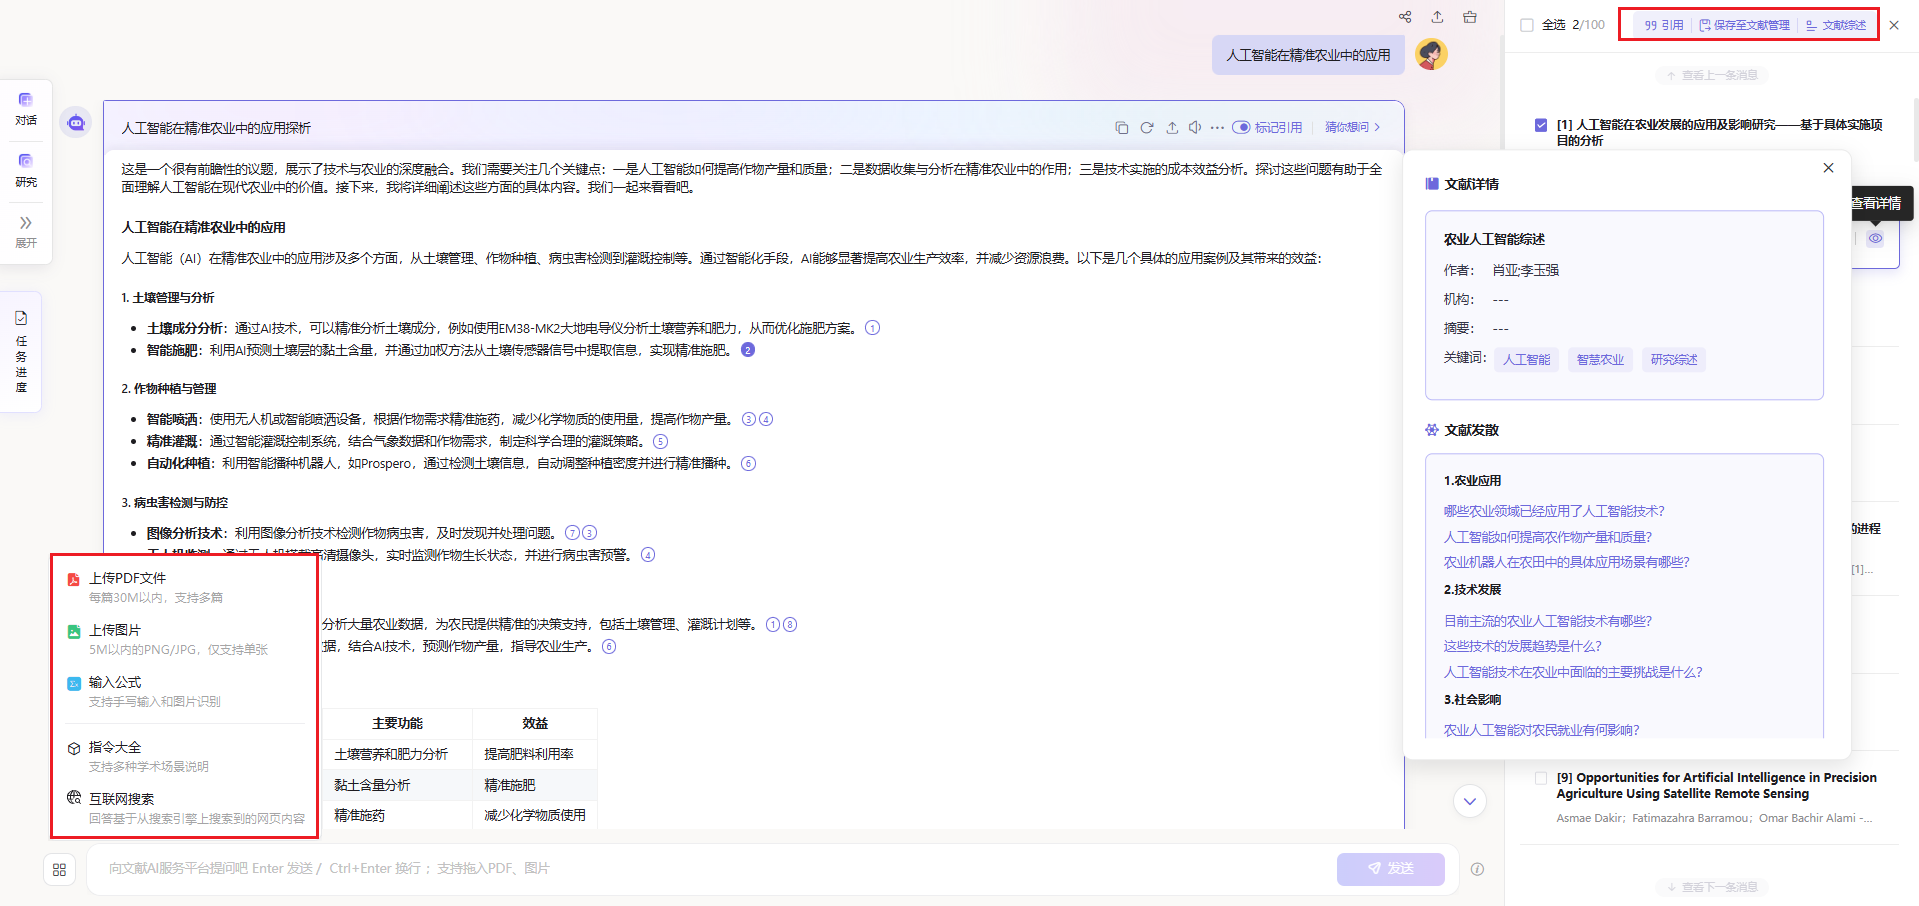 人工智能在精准农业中的应用
对话
研究
展开
任务进度
人工智能在精准农业中的应用探析
标记引用
猜你想问
这是一个很有前瞻性的议题，展示了技术与农业的深度融合。我们需要关注几个关键点：一是人工智能如何提高作物产量和质量；二是数据收集与分析在精准农业中的作用；三是技术实施的成本效益分析。探讨这些问题有助于全
面理解人工智能在现代农业中的价值。接下来，我将详细阐述这些方面的具体内容。我们一起来看看吧。
人工智能在精准农业中的应用
人工智能（AI）在精准农业中的应用涉及多个方面，从土壤管理、作物种植、病虫害检测到灌溉控制等。通过智能化手段，AI能够显著提高农业生产效率，并减少资源浪费。以下是几个具体的应用案例及其带来的效益：
1. 土壤管理与分析
• 土壤成分分析：通过AI技术，可以精准分析土壤成分，例如使用EM38-MK2大地电导仪分析土壤营养和肥力，从而优化施肥方案。 ①
• 智能施肥：利用AI预测土壤层的黏土含量，并通过加权方法从土壤传感器信号中提取信息，实现精准施肥。 ②
2. 作物种植与管理
• 智能喷洒：使用无人机或智能喷洒设备，根据作物需求精准施药，减少化学物质的使用量，提高作物产量。 ③ ④
• 精准灌溉：通过智能灌溉控制系统，结合气象数据和作物需求，制定科学合理的灌溉策略。 ⑤
• 自动化种植：利用智能播种机器人，如Prospero，通过检测土壤信息，自动调整种植密度并进行精准播种。 ⑥
3. 病虫害检测与防控
• 图像分析技术：利用图像分析技术检测作物病虫害，及时发现并处理问题。 ⑦ ③
高清摄像头，实时监测作物生长状态，并进行病虫害预警。 ④
分析大量农业数据，为农民提供精准的决策支持，包括土壤管理、灌溉计划等。 ① ⑧
据，结合AI技术，预测作物产量，指导农业生产。 ⑥
主要功能 效益
土壤营养和肥力分析 提高肥料利用率
黏土含量分析 精准施肥
精准施药 减少化学物质使用
上传PDF文件
每篇30M以内，支持多篇
上传图片
5M以内的PNG/JPG，仅支持单张
输入公式
支持手写输入和图片识别
指令大全
支持多种学术场景说明
互联网搜索
回答基于从搜索引擎上搜索到的网页内容
向文献AI服务平台提问吧 Enter 发送 / Ctrl+Enter 换行 ；支持拖入PDF、图片
发送
全选 2/100
引用
保存至文献管理
文献综述
查看上一条消息
[1] 人工智能在农业发展的应用及影响研究——基于具体实施项
目的分析
查看详情
文献详情
农业人工智能综述
作者： 肖亚;李玉强
机构： ---
摘要： ---
关键词： 人工智能 智慧农业 研究综述
文献发散
1.农业应用
哪些农业领域已经应用了人工智能技术?
人工智能如何提高农作物产量和质量?
农业机器人在农田中的具体应用场景有哪些?
2.技术发展
目前主流的农业人工智能技术有哪些?
这些技术的发展趋势是什么?
人工智能技术在农业中面临的主要挑战是什么?
3.社会影响
农业人工智能对农民就业有何影响?
的进程
[1]...
[9] Opportunities for Artificial Intelligence in Precision
Agriculture Using Satellite Remote Sensing
Asmae Dakir；Fatimazahra Barramou；Omar Bachir Alami -...
查看下一条消息